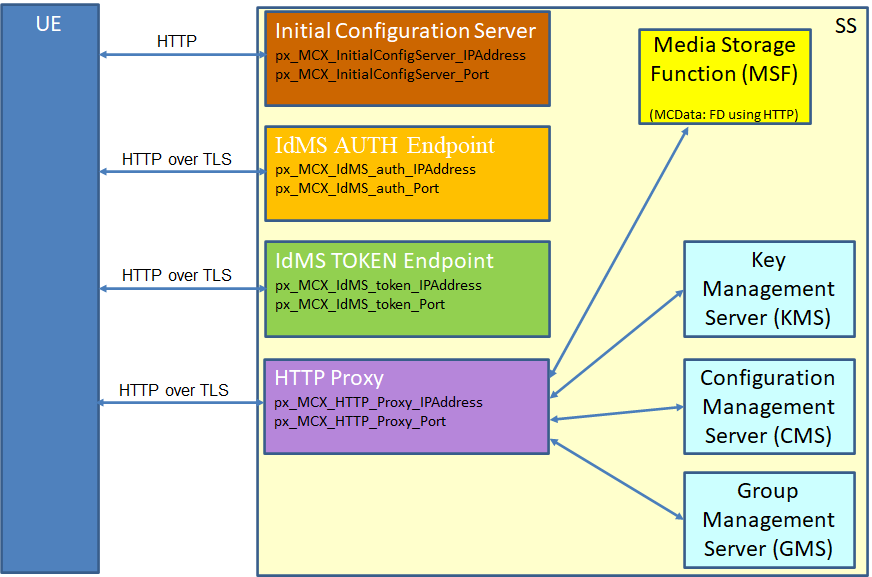 UE
SS
HTTP
Initial Configuration Server
px_MCX_InitialConfigServer_IPAddress
px_MCX_InitialConfigServer_Port
Media Storage
Function (MSF)
(MCData: FD using HTTP)
HTTP over TLS
IdMS AUTH Endpoint
px_MCX_IdMS_auth_IPAddress
px_MCX_IdMS_auth_Port
HTTP over TLS
IdMS TOKEN Endpoint
px_MCX_IdMS_token_IPAddress
px_MCX_IdMS_token_Port
Key
Management
Server (KMS)
HTTP over TLS
HTTP Proxy
px_MCX_HTTP_Proxy_IPAddress
px_MCX_HTTP_Proxy_Port
Configuration
Management
Server (CMS)
Group
Management
Server (GMS)